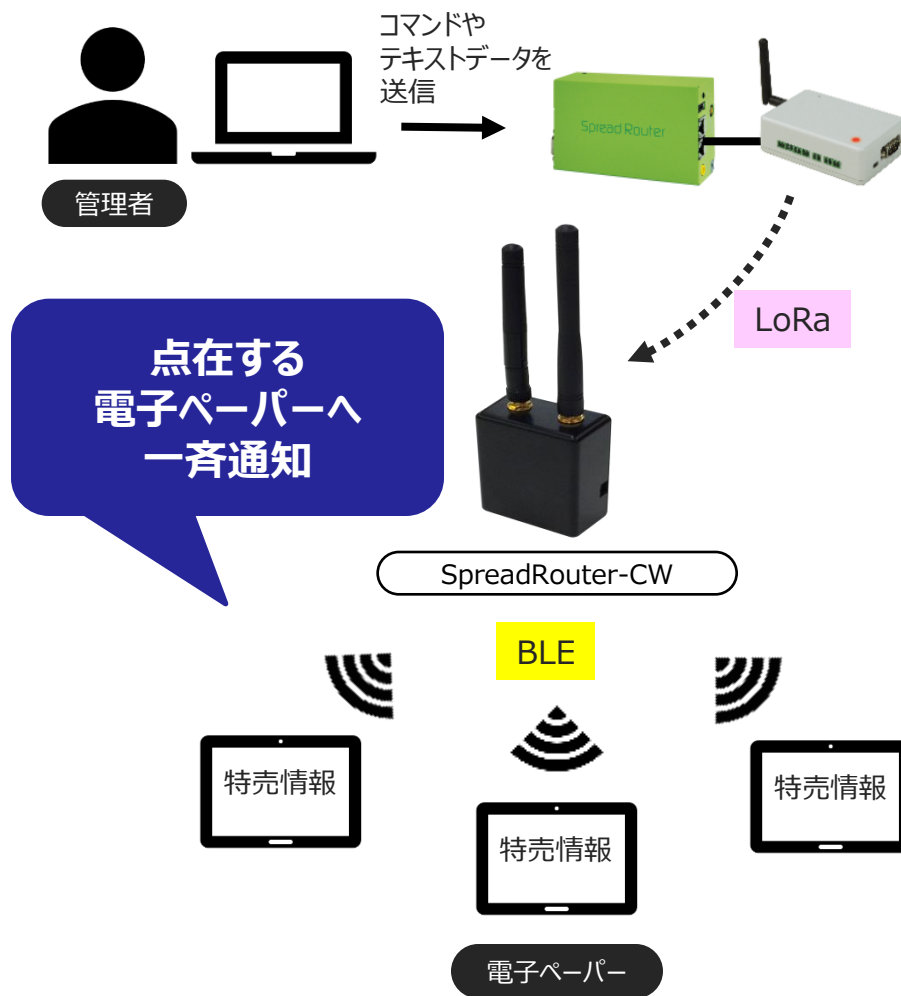 コマンドや
テキストデータを
送信
Spread Router
管理者
LoRa
点在する
電子ペーパーへ
一斉通知
SpreadRouter-CW
BLE
特売情報
特売情報
特売情報
電子ペーパー